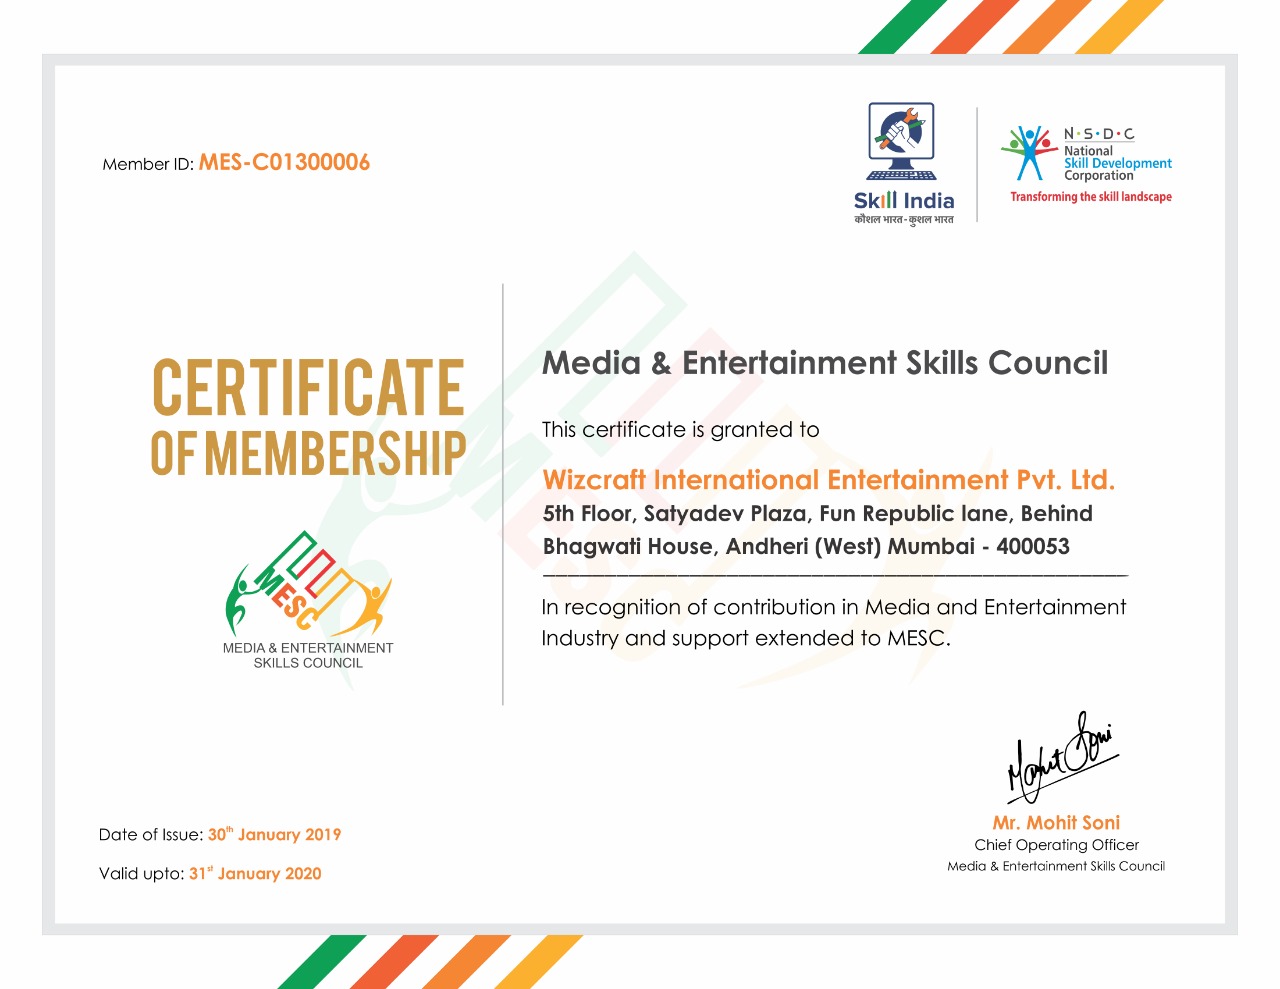 Member ID: MES-C01300006
Skill India
कौशल भारत - कुशल भारत
N·S·D·C
National
Skill Development
Corporation
Transforming the skill landscape
CERTIFICATE
OF MEMBERSHIP
MESC
MEDIA & ENTERTAINMENT
SKILLS COUNCIL
Media & Entertainment Skills Council
This certificate is granted to
Wizcraft International Entertainment Pvt. Ltd.
5th Floor, Satyadev Plaza, Fun Republic lane, Behind
Bhagwati House, Andheri (West) Mumbai - 400053
In recognition of contribution in Media and Entertainment
Industry and support extended to MESC.
Mohit Soni
Mr. Mohit Soni
Chief Operating Officer
Media & Entertainment Skills Council
Date of Issue: 30th January 2019
Valid upto: 31st January 2020